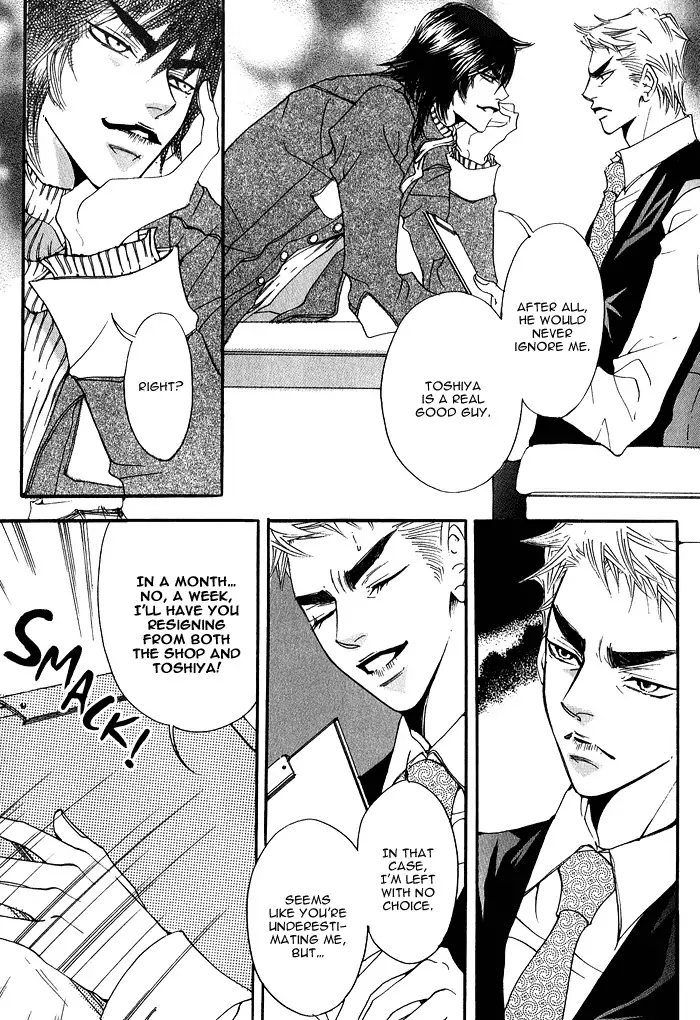 AFTER ALL,
HE WOULD
NEVER
IGNORE ME.
TOSHIYA
IS A REAL
GOOD GUY.
RIGHT?
IN THAT
CASE,
I'M LEFT
WITH NO
CHOICE.
SEEMS
LIKE YOU'RE
UNDERESTI-
MATING ME,
BUT...
IN A MONTH...
NO, A WEEK,
I'LL HAVE YOU
RESIGNING
FROM BOTH
THE SHOP AND
TOSHIYA!
SMACK!